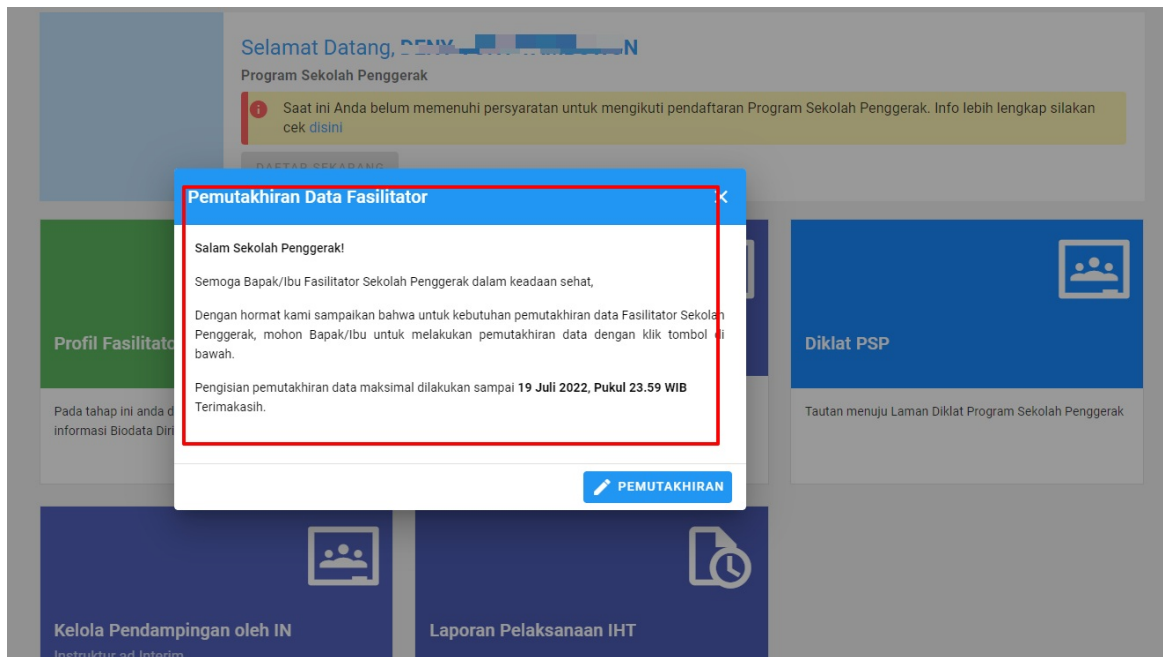 Selamat Datang,
Program Sekolah Penggerak
Saat ini Anda belum memenuhi persyaratan untuk mengikuti pendaftaran Program Sekolah Penggerak. Info lebih lengkap silakan
cek disini
DAFTAR SEKARANG
Pemutakhiran Data Fasilitator
Salam Sekolah Penggerak!
Semoga Bapak/Ibu Fasilitator Sekolah Penggerak dalam keadaan sehat,
Dengan hormat kami sampaikan bahwa untuk kebutuhan pemutakhiran data Fasilitator Sekolah
Penggerak, mohon Bapak/Ibu untuk melakukan pemutakhiran data dengan klik tombol di
bawah.
Pengisian pemutakhiran data maksimal dilakukan sampai 19 Juli 2022, Pukul 23.59 WIB
Terimakasih.
PEMUTAKHIRAN
Profil
Pada tahap ini anda
informasi Biodata
Diklat PSP
Tautan menuju Laman Diklat Program Sekolah Penggerak
Kelola Pendampingan oleh IN
Instruktur ad Interim
Laporan Pelaksanaan IHT